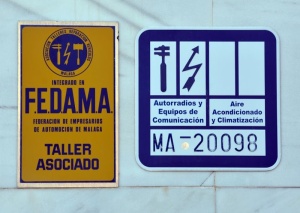 MALAGA
INTEGRADO EN
FEDAMA
FEDERACION DE EMPRESARIOS
DE AUTOMOCION DE MALAGA
TALLER
ASOCIADO
Autorradios y
Equipos de
Comunicación
Aire
Acondicionado
y Climatización
MA-20098